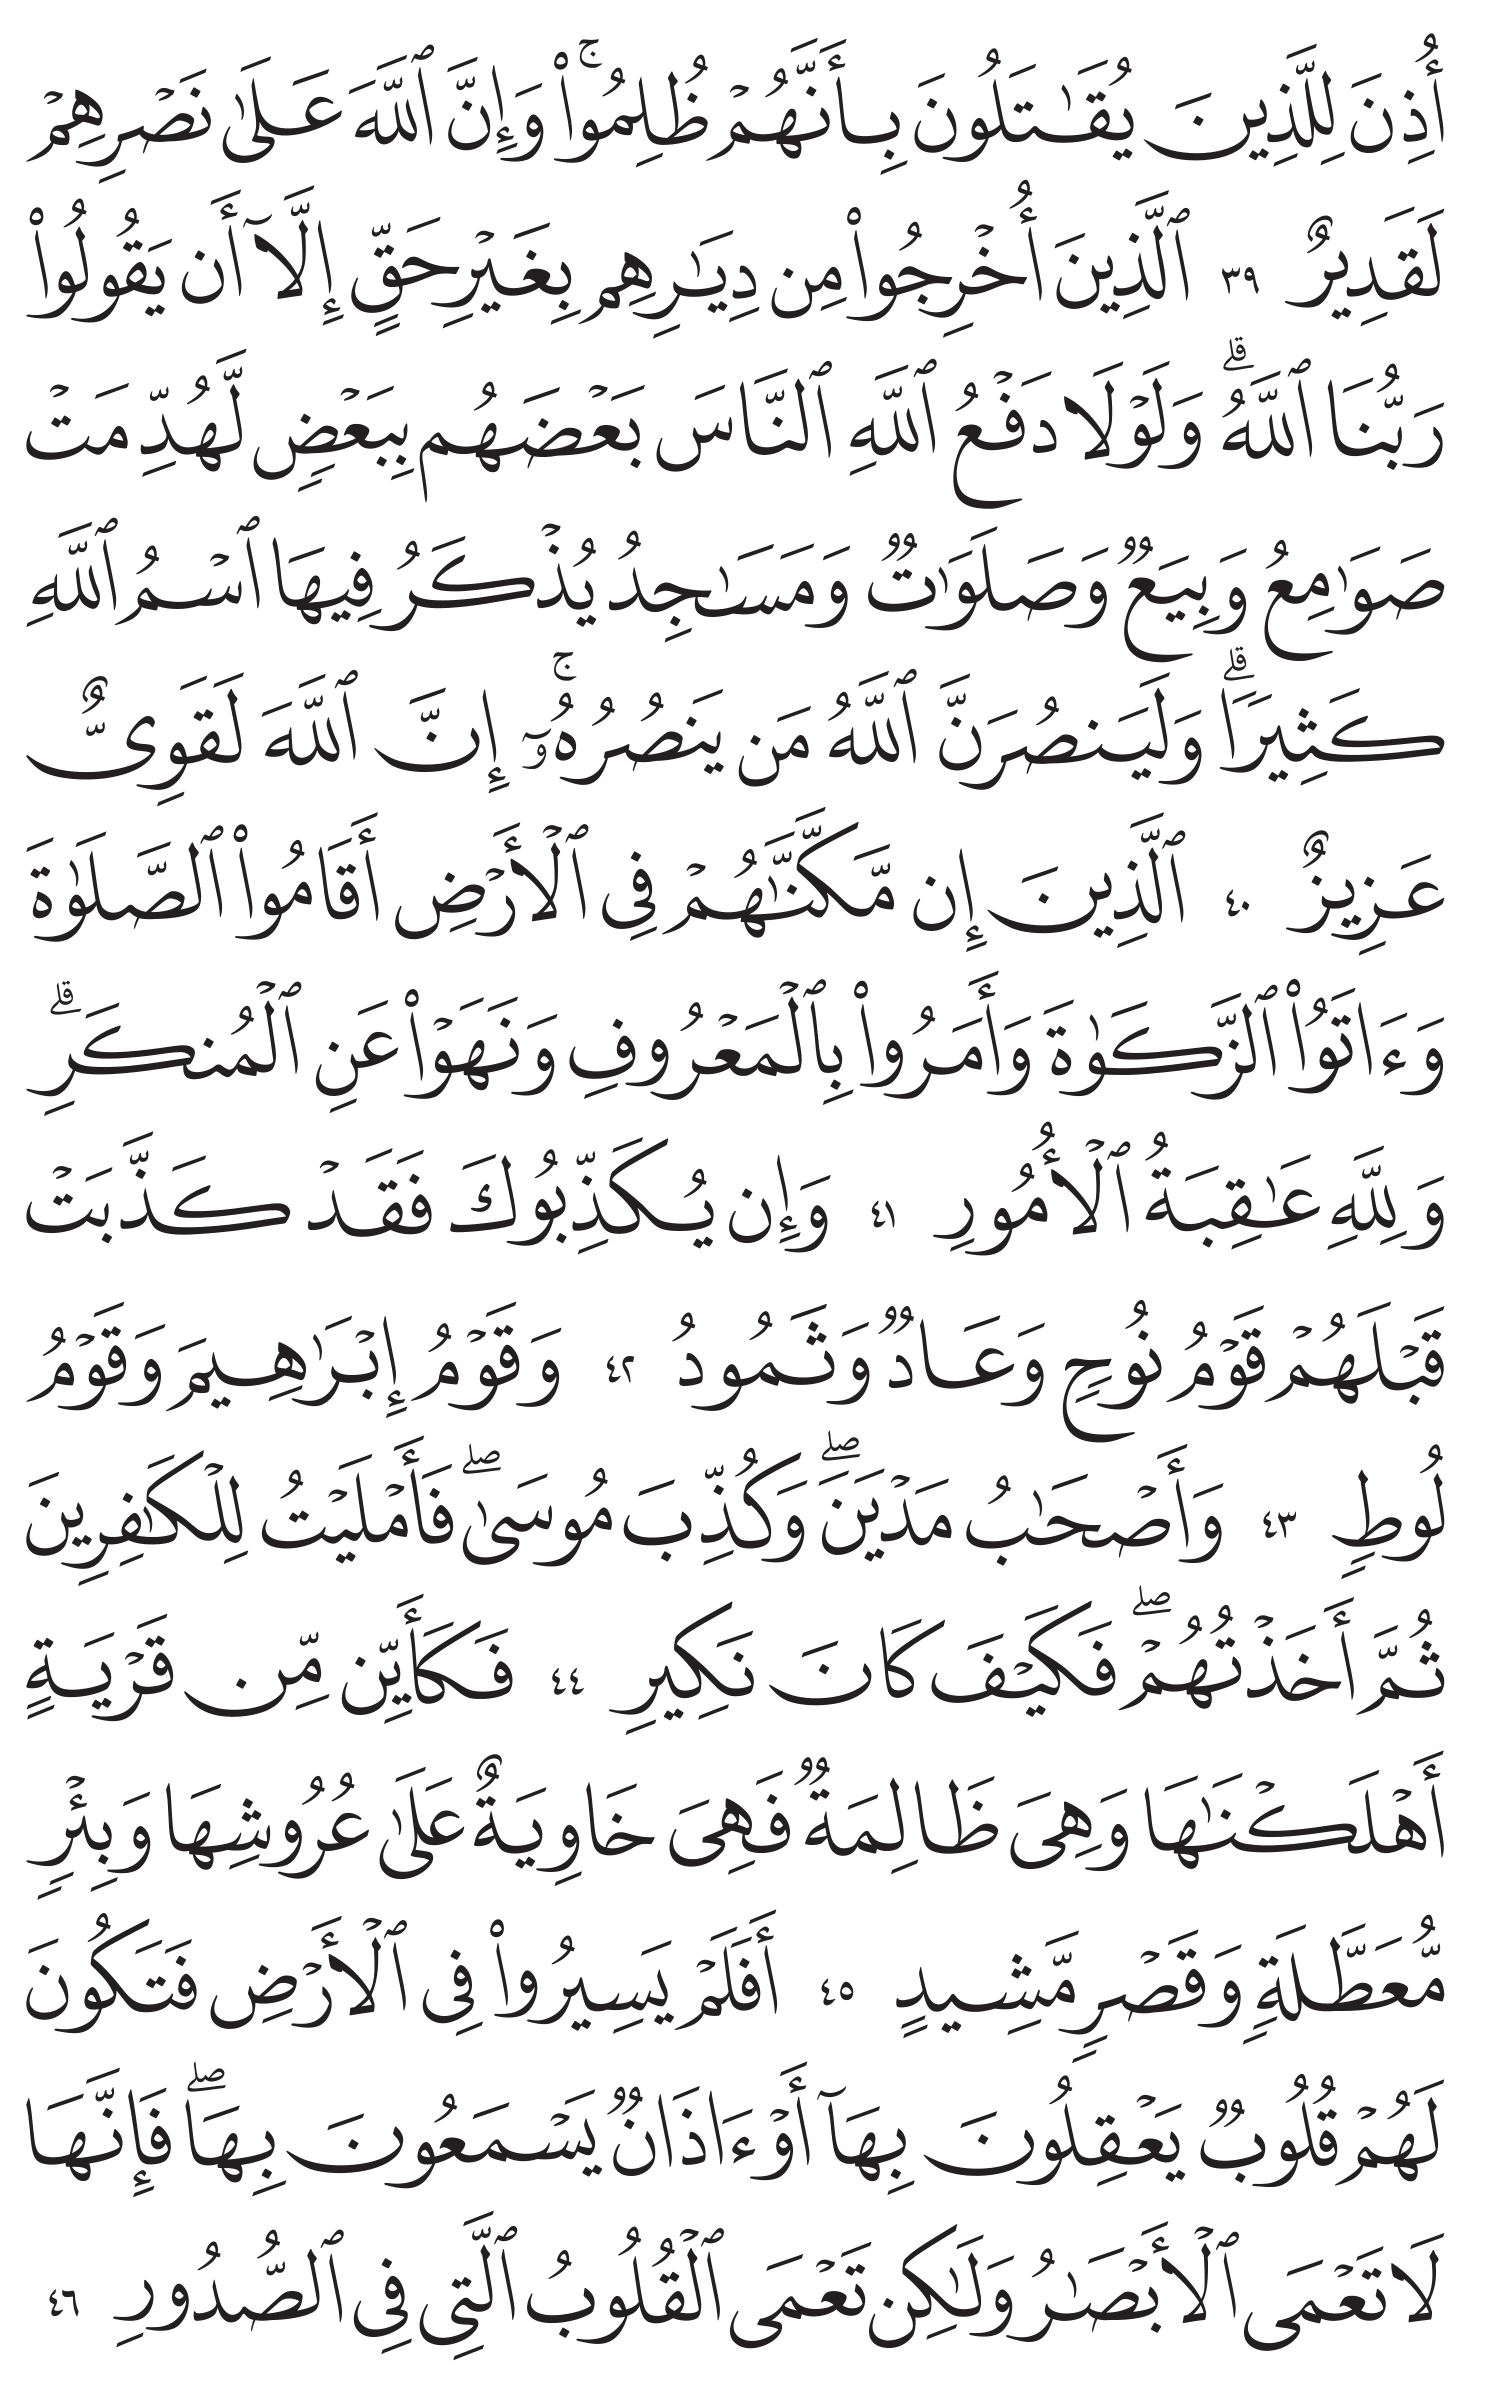 أُذِنَ لِلَّذِينَ يُقَٰتَلُونَ بِأَنَّهُمۡ ظُلِمُواْۚ وَإِنَّ ٱللَّهَ عَلَىٰ نَصۡرِهِمۡ
لَقَدِيرٌ ٣٩ ٱلَّذِينَ أُخۡرِجُواْ مِن دِيَٰرِهِم بِغَيۡرِ حَقٍّ إِلَّآ أَن يَقُولُواْ
رَبُّنَا ٱللَّهُۗ وَلَوۡلَا دَفۡعُ ٱللَّهِ ٱلنَّاسَ بَعۡضَهُم بِبَعۡضٖ لَّهُدِّمَتۡ
صَوَٰمِعُ وَبِيَعٞ وَصَلَوَٰتٞ وَمَسَٰجِدُ يُذۡكَرُ فِيهَا ٱسۡمُ ٱللَّهِ
كَثِيرٗاۗ وَلَيَنصُرَنَّ ٱللَّهُ مَن يَنصُرُهُۥٓۚ إِنَّ ٱللَّهَ لَقَوِيٌّ
عَزِيزٌ ٤٠ ٱلَّذِينَ إِن مَّكَّنَّٰهُمۡ فِي ٱلۡأَرۡضِ أَقَامُواْ ٱلصَّلَوٰةَ
وَءَاتَوُاْ ٱلزَّكَوٰةَ وَأَمَرُواْ بِٱلۡمَعۡرُوفِ وَنَهَوۡاْ عَنِ ٱلۡمُنكَرِۗ
وَلِلَّهِ عَٰقِبَةُ ٱلۡأُمُورِ ٤١ وَإِن يُكَذِّبُوكَ فَقَدۡ كَذَّبَتۡ
قَبۡلَهُمۡ قَوۡمُ نُوحٖ وَعَادٞ وَثَمُودُ ٤٢ وَقَوۡمُ إِبۡرَٰهِيمَ وَقَوۡمُ
لُوطٖ ٤٣ وَأَصۡحَٰبُ مَدۡيَنَۖ وَكُذِّبَ مُوسَىٰۖ فَأَمۡلَيۡتُ لِلۡكَٰفِرِينَ
ثُمَّ أَخَذۡتُهُمۡۖ فَكَيۡفَ كَانَ نَكِيرِ ٤٤ فَكَأَيِّن مِّن قَرۡيَةٍ
أَهۡلَكۡنَٰهَا وَهِيَ ظَالِمَةٞ فَهِيَ خَاوِيَةٌ عَلَىٰ عُرُوشِهَا وَبِئۡرٖ
مُّعَطَّلَةٖ وَقَصۡرٖ مَّشِيدٍ ٤٥ أَفَلَمۡ يَسِيرُواْ فِي ٱلۡأَرۡضِ فَتَكُونَ
لَهُمۡ قُلُوبٞ يَعۡقِلُونَ بِهَآ أَوۡ ءَاذَانٞ يَسۡمَعُونَ بِهَاۖ فَإِنَّهَا
لَا تَعۡمَى ٱلۡأَبۡصَٰرُ وَلَٰكِن تَعۡمَى ٱلۡقُلُوبُ ٱلَّتِي فِي ٱلصُّدُورِ ٤٦